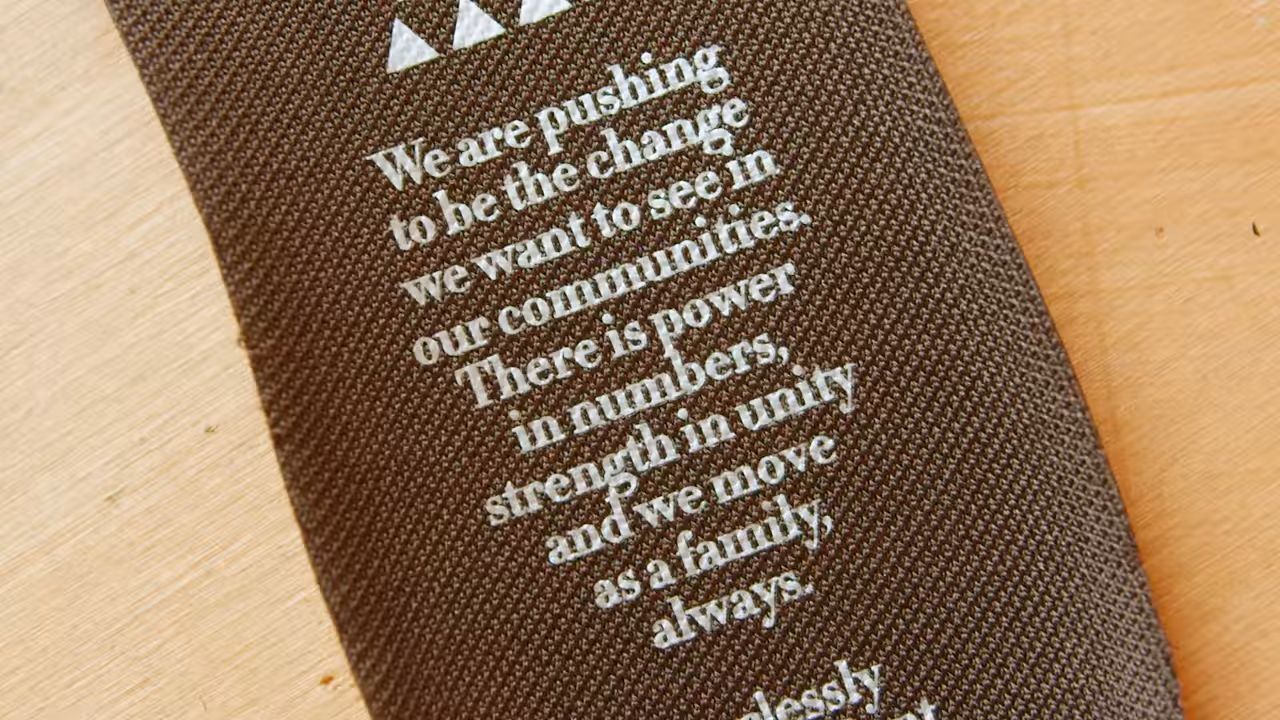 We are pushing
to be the change
we want to see in
our communities.
There is power
in numbers,
strength in unity
and we move
as a family,
always.